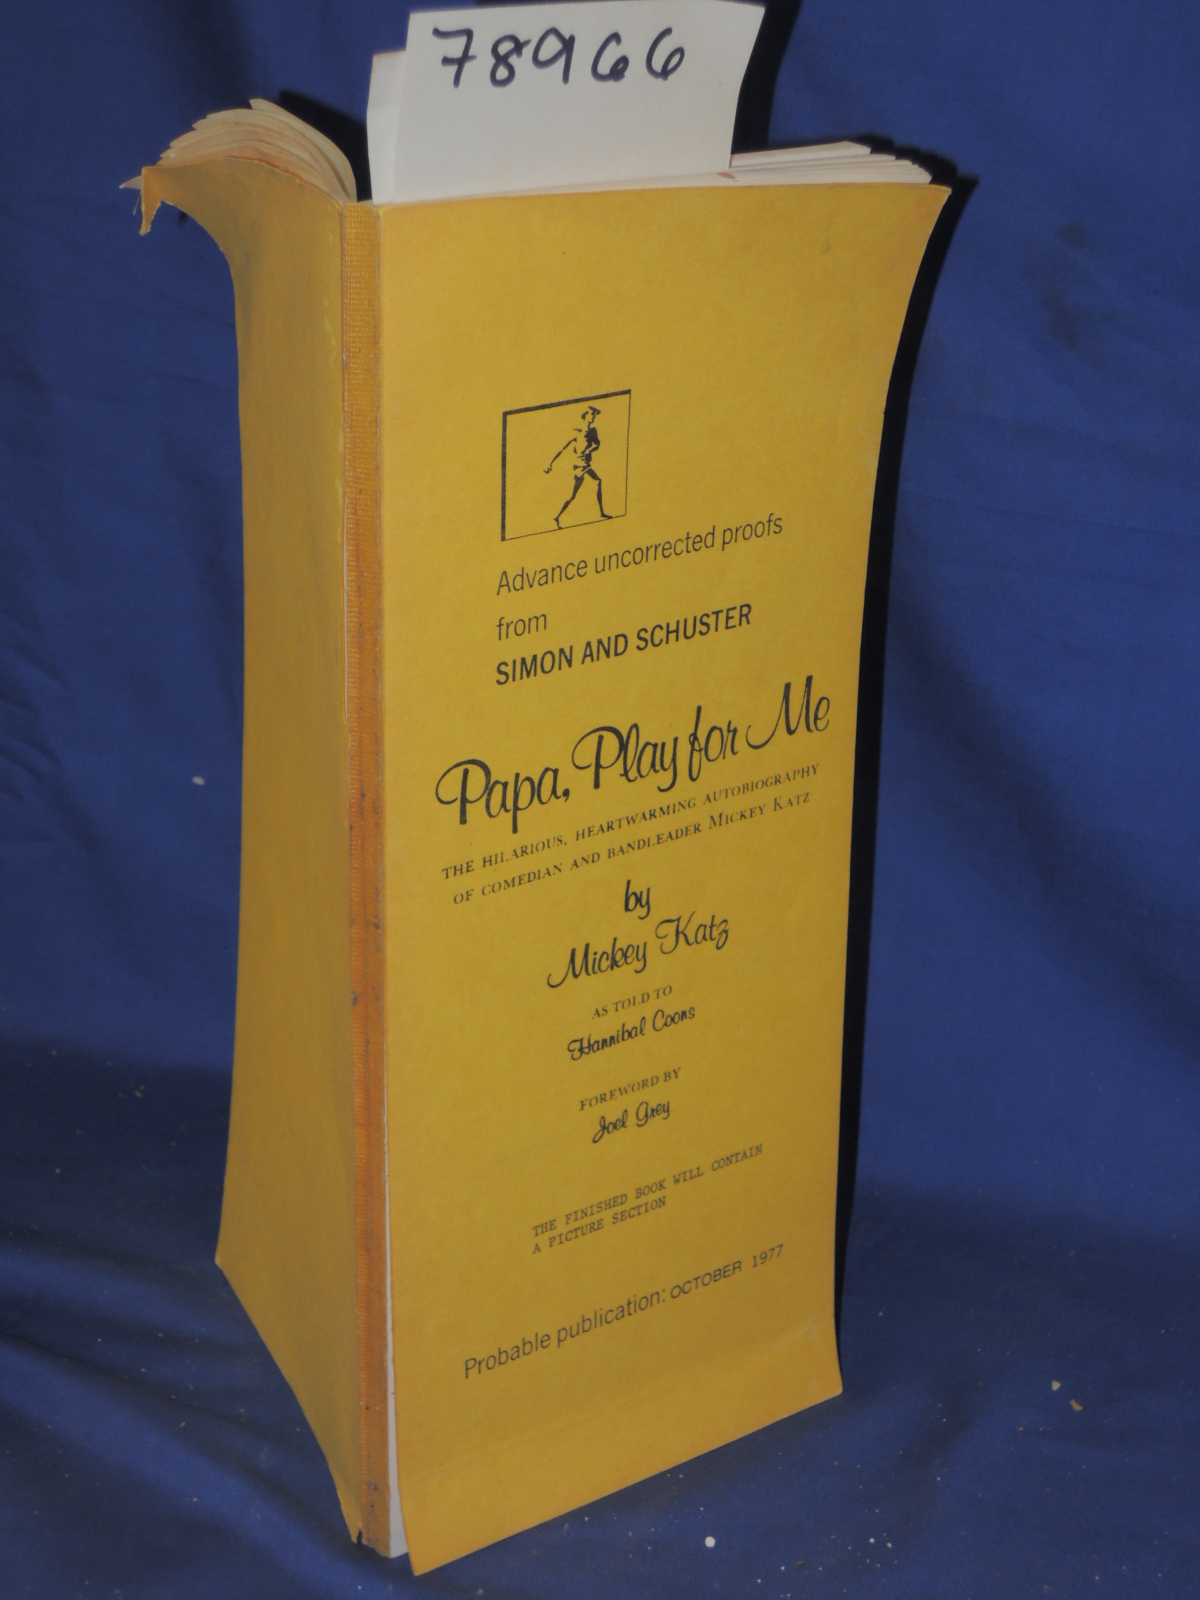 78966
Advance uncorrected proofs
from
SIMON AND SCHUSTER
Papa, Play for Me
THE HILARIOUS, HEARTWARMING AUTOBIOGRAPHY
OF COMEDIAN AND BANDLEADER MICKEY KATZ
by
Mickey Katz
AS TOLD TO
Hannibal Coons
FOREWORD BY
Joel Grey
THE FINISHED BOOK WILL CONTAIN
A PICTURE SECTION
Probable publication: OCTOBER 1977